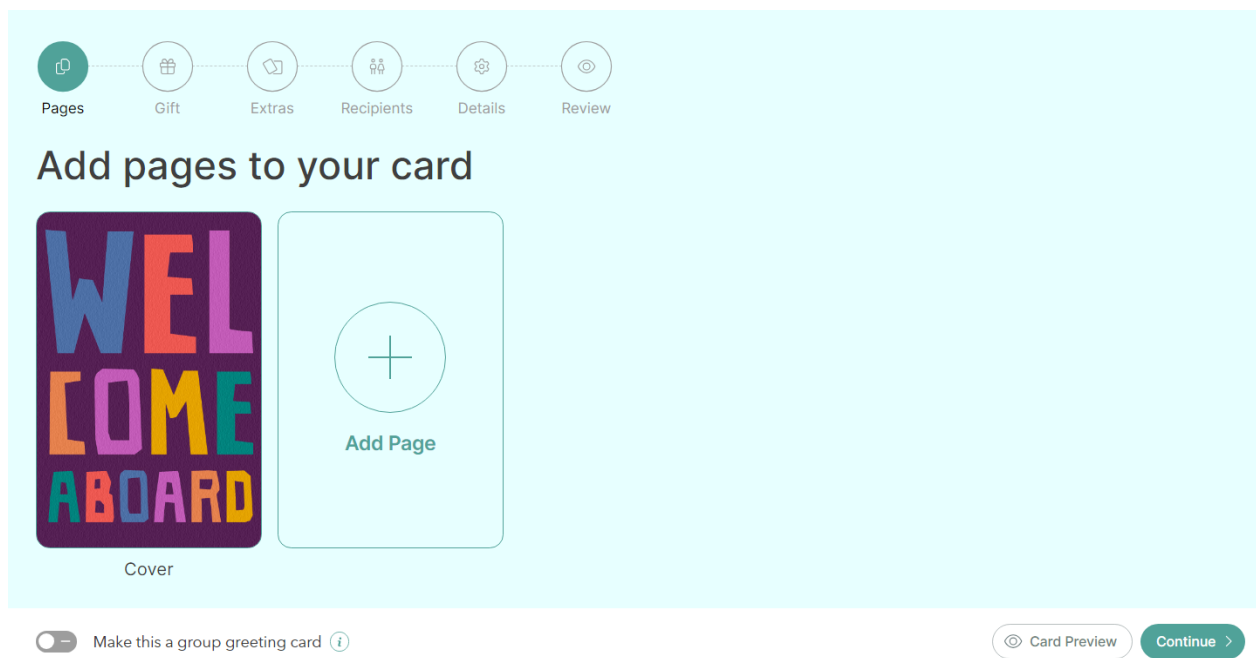 Pages Gift Extras Recipients Details Review
Add pages to your card
WEL
COME
ABOARD
Add Page
Cover
Make this a group greeting card i
Card Preview
Continue